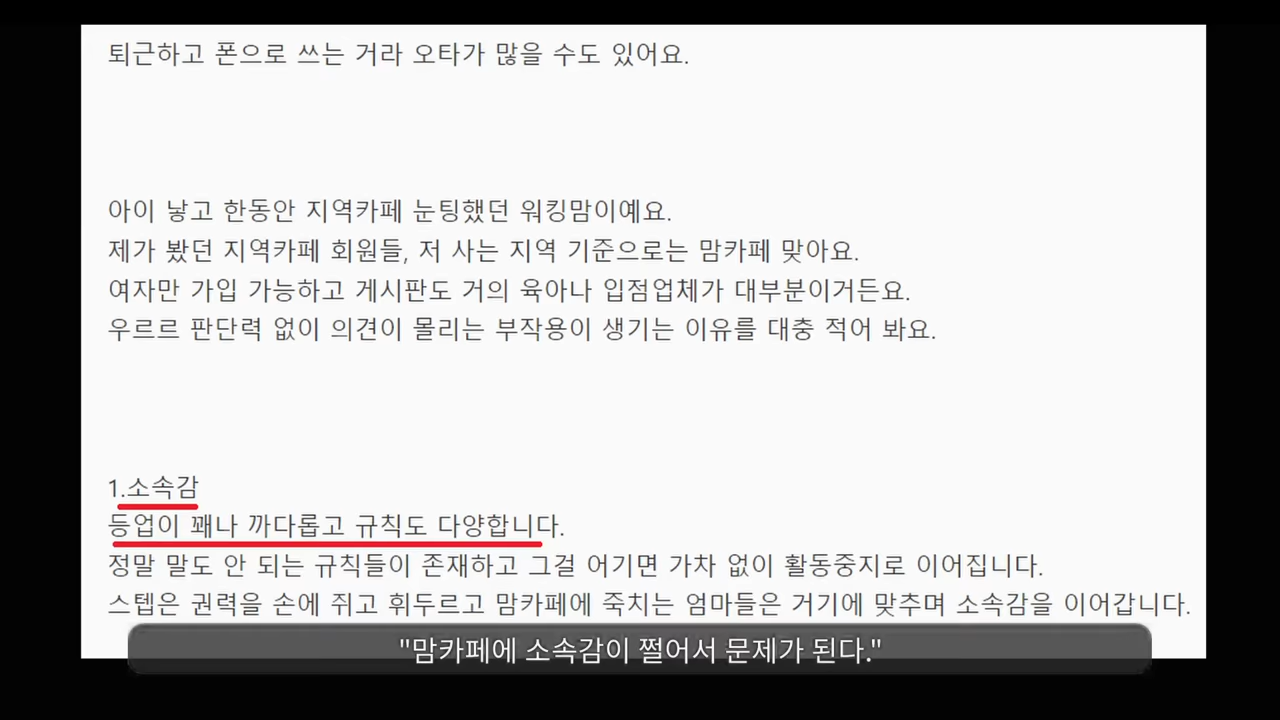 퇴근하고 폰으로 쓰는 거라 오타가 많을 수도 있어요.
아이 낳고 한동안 지역카페 눈팅했던 워킹맘이예요.
제가 봤던 지역카페 회원들, 저 사는 지역 기준으로는 맘카페 맞아요.
여자만 가입 가능하고 게시판도 거의 육아나 입점업체가 대부분이거든요.
우르르 판단력 없이 의견이 몰리는 부작용이 생기는 이유를 대충 적어 봐요.
1.소속감
등업이 꽤나 까다롭고 규칙도 다양합니다.
정말 말도 안 되는 규칙들이 존재하고 그걸 어기면 가차 없이 활동중지로 이어집니다.
스텝은 권력을 손에 쥐고 휘두르고 맘카페에 죽치는 엄마들은 거기에 맞추며 소속감을 이어갑니다.
"맘카페에 소속감이 쩔어서 문제가 된다."